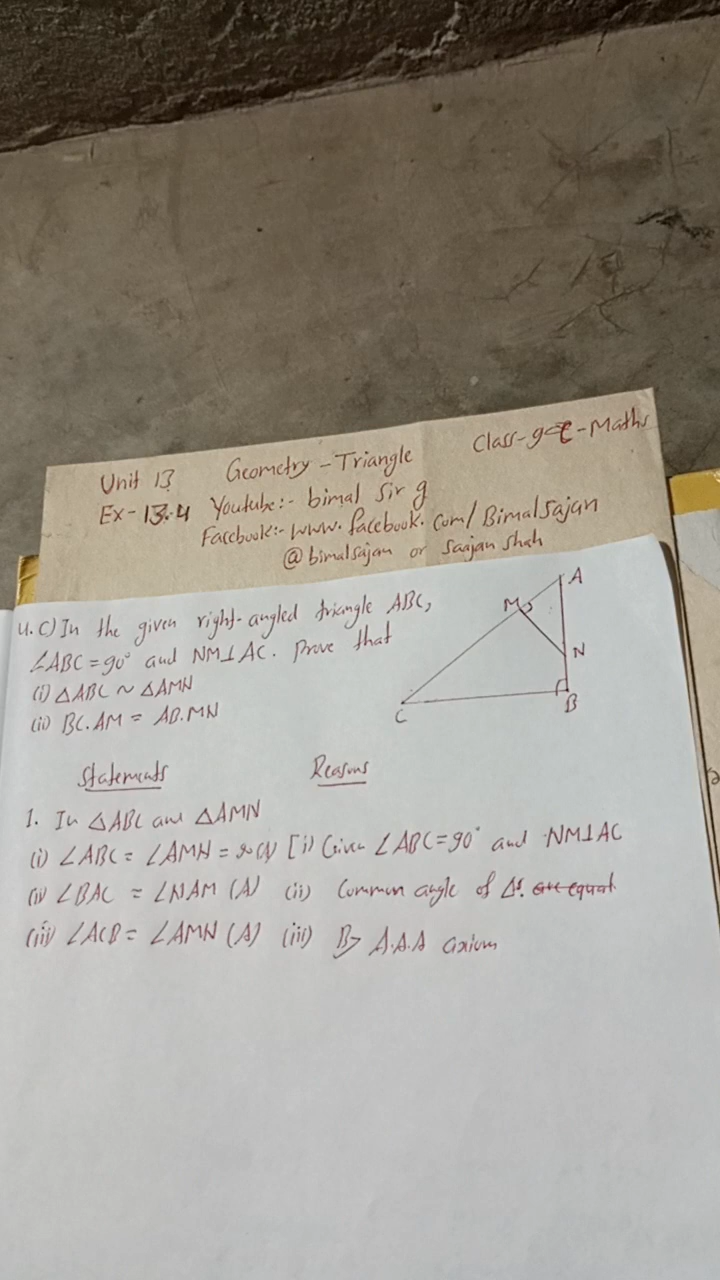 Unit 13 Geometry - Triangle Class-9 - Maths
Ex - 13.4 Youtube:- bimal Sir g
Facebook:- www.facebook.com/Bimalsajan
@bimalsajan or Saajan Shah
4.c) In the given right-angled triangle ABC,
∠ABC = 90° and NM⊥AC. Prove that
(i) △ABC ~ △AMN
(ii) BC.AM = AB.MN
A
M
N
B
C
Statements Reasons
1. In △ABC and △AMN
(i) ∠ABC = ∠AMN = 90 (A) (i) Given ∠ABC=90° and NM⊥AC
(ii) ∠BAC = ∠NAM (A) (ii) Common angle of △s. are equal
(iii) ∠ACB = ∠AMN (A) (iii) By A.A.A axiom